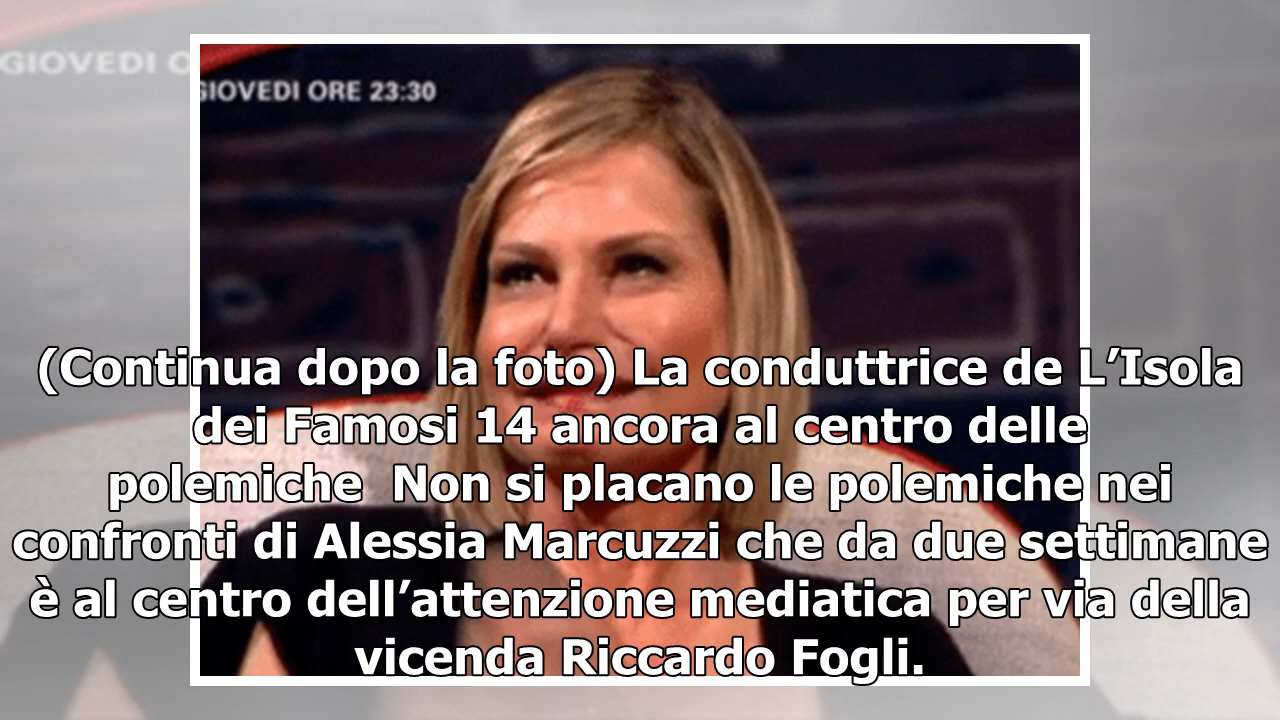 GIOVEDI O
GIOVEDI ORE 23:30
(Continua dopo la foto) La conduttrice de L’Isola
dei Famosi 14 ancora al centro delle
polemiche  Non si placano le polemiche nei
confronti di Alessia Marcuzzi che da due settimane
è al centro dell’attenzione mediatica per via della
vicenda Riccardo Fogli.